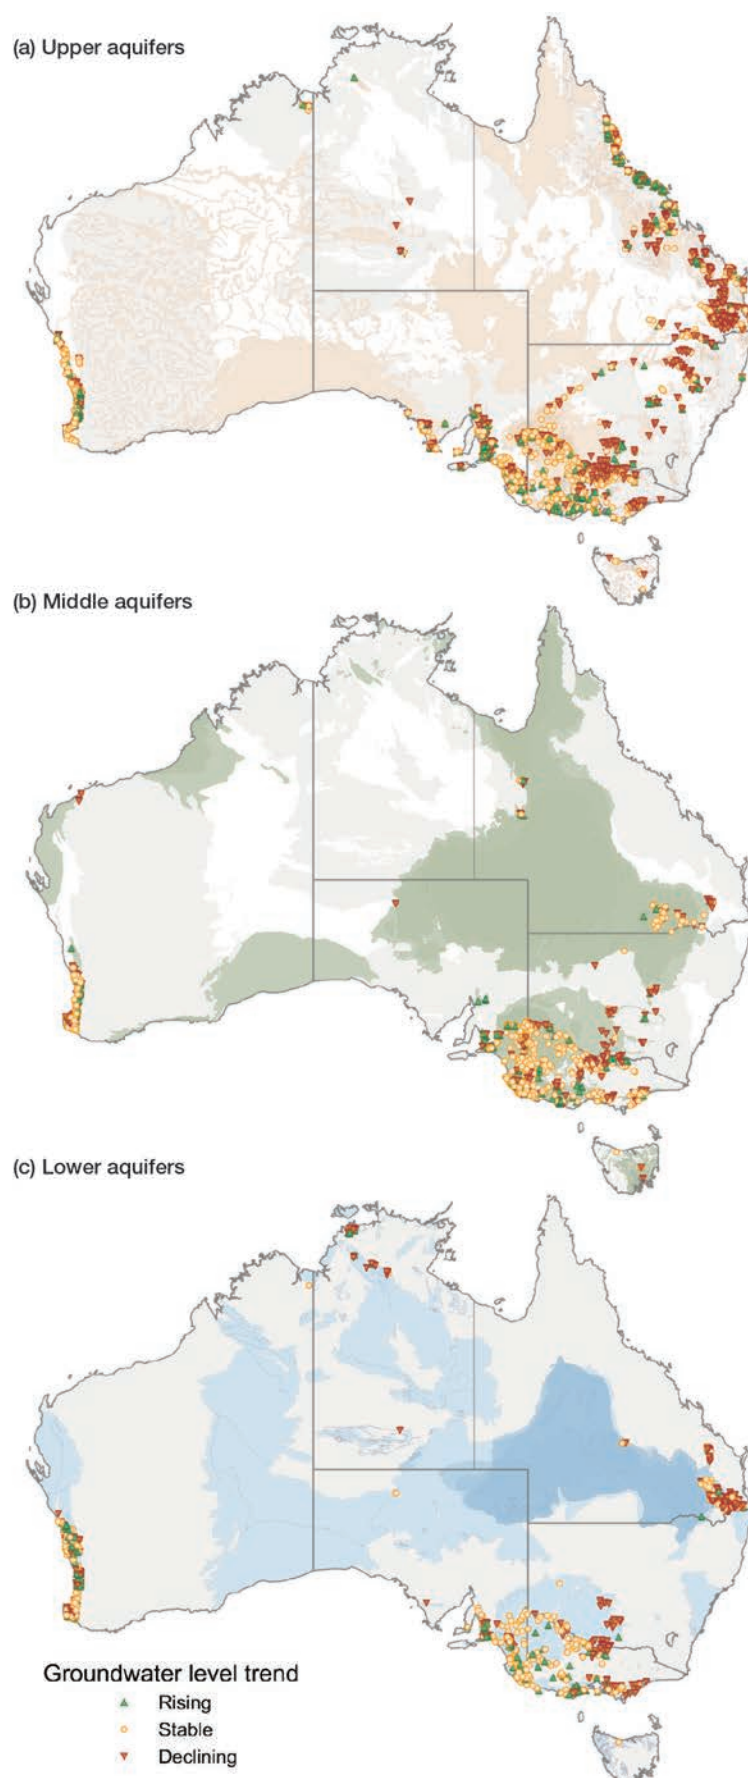 (a) Upper aquifers
(b) Middle aquifers
(c) Lower aquifers
Groundwater level trend
Rising
Stable
Declining